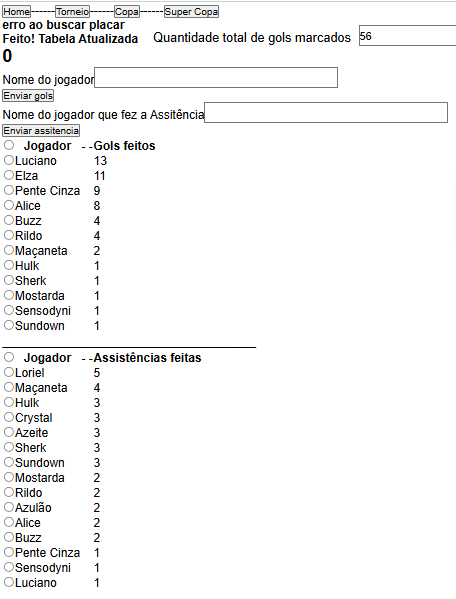 Home------Torneio------Copa------Super Copa
erro ao buscar placar
Feito! Tabela Atualizada Quantidade total de gols marcados 56
0
Nome do jogador
Enviar gols
Nome do jogador que fez a Assitência
Enviar assitencia
Jogador - -Gols feitos
Luciano 13
Elza 11
Pente Cinza 9
Alice 8
Buzz 4
Rildo 4
Maçaneta 2
Hulk 1
Sherk 1
Mostarda 1
Sensodyni 1
Sundown 1
Jogador - -Assistências feitas
Loriel 5
Maçaneta 4
Hulk 3
Crystal 3
Azeite 3
Sherk 3
Sundown 3
Mostarda 2
Rildo 2
Azulão 2
Alice 2
Buzz 2
Pente Cinza 1
Sensodyni 1
Luciano 1